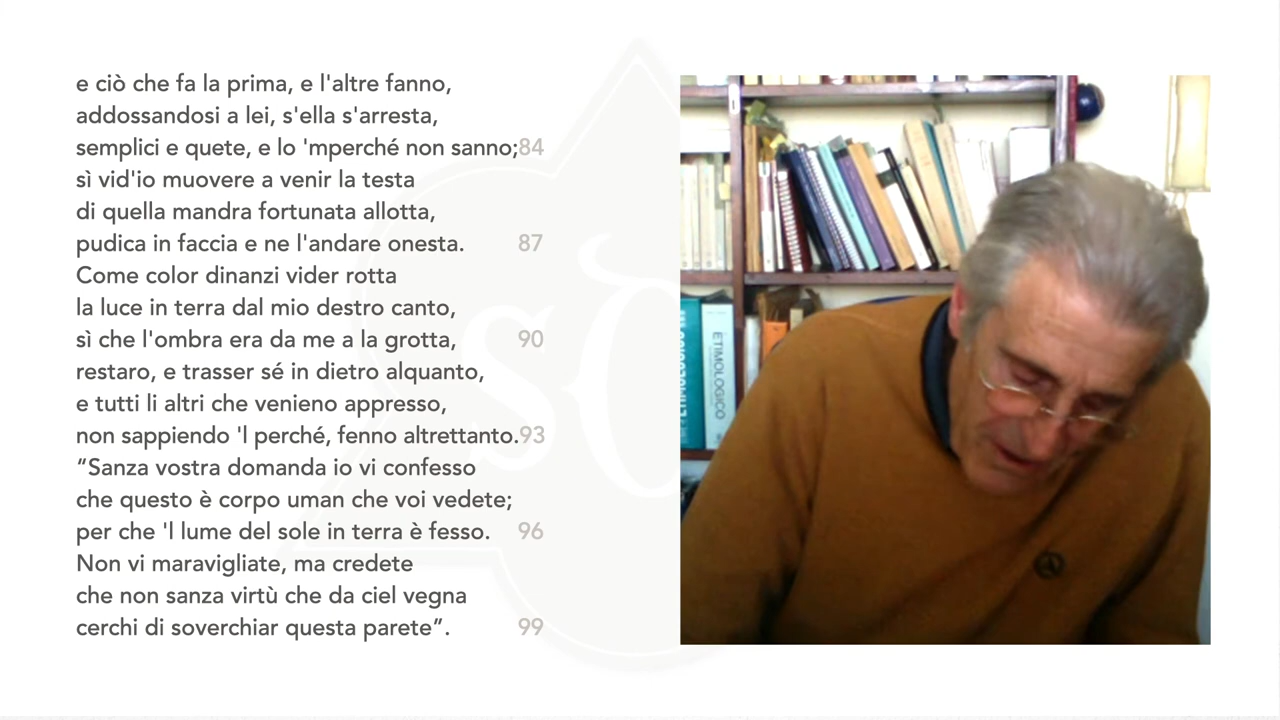 e ciò che fa la prima, e l'altre fanno,
addossandosi a lei, s'ella s'arresta,
semplici e quete, e lo 'mperché non sanno;84
sì vid'io muovere a venir la testa
di quella mandra fortunata allotta,
pudica in faccia e ne l'andare onesta. 87
Come color dinanzi vider rotta
la luce in terra dal mio destro canto,
sì che l'ombra era da me a la grotta, 90
restaro, e trasser sé in dietro alquanto,
e tutti li altri che venieno appresso,
non sappiendo 'l perché, fenno altrettanto.93
“Sanza vostra domanda io vi confesso
che questo è corpo uman che voi vedete;
per che 'l lume del sole in terra è fesso. 96
Non vi maravigliate, ma credete
che non sanza virtù che da ciel vegna
cerchi di soverchiar questa parete”. 99
ETIMOLOGICO